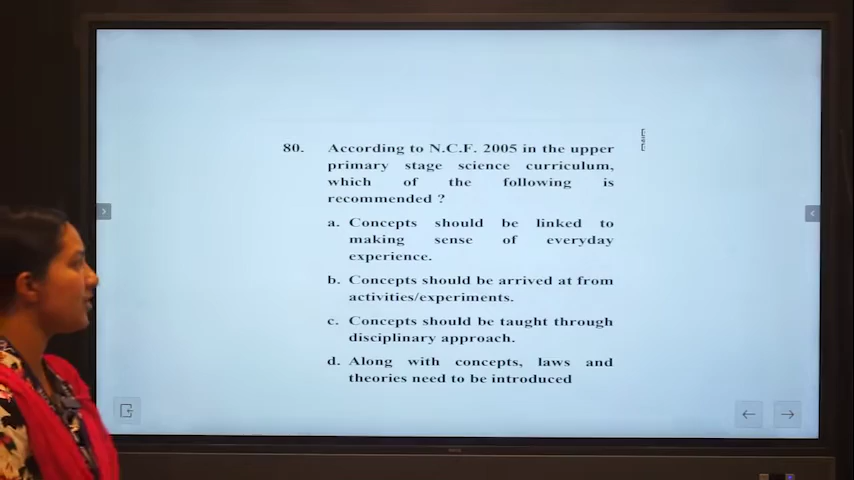 80. According to N.C.F. 2005 in the upper
primary stage science curriculum,
which of the following is
recommended ?
a. Concepts should be linked to
making sense of everyday
experience.
b. Concepts should be arrived at from
activities/experiments.
c. Concepts should be taught through
disciplinary approach.
d. Along with concepts, laws and
theories need to be introduced